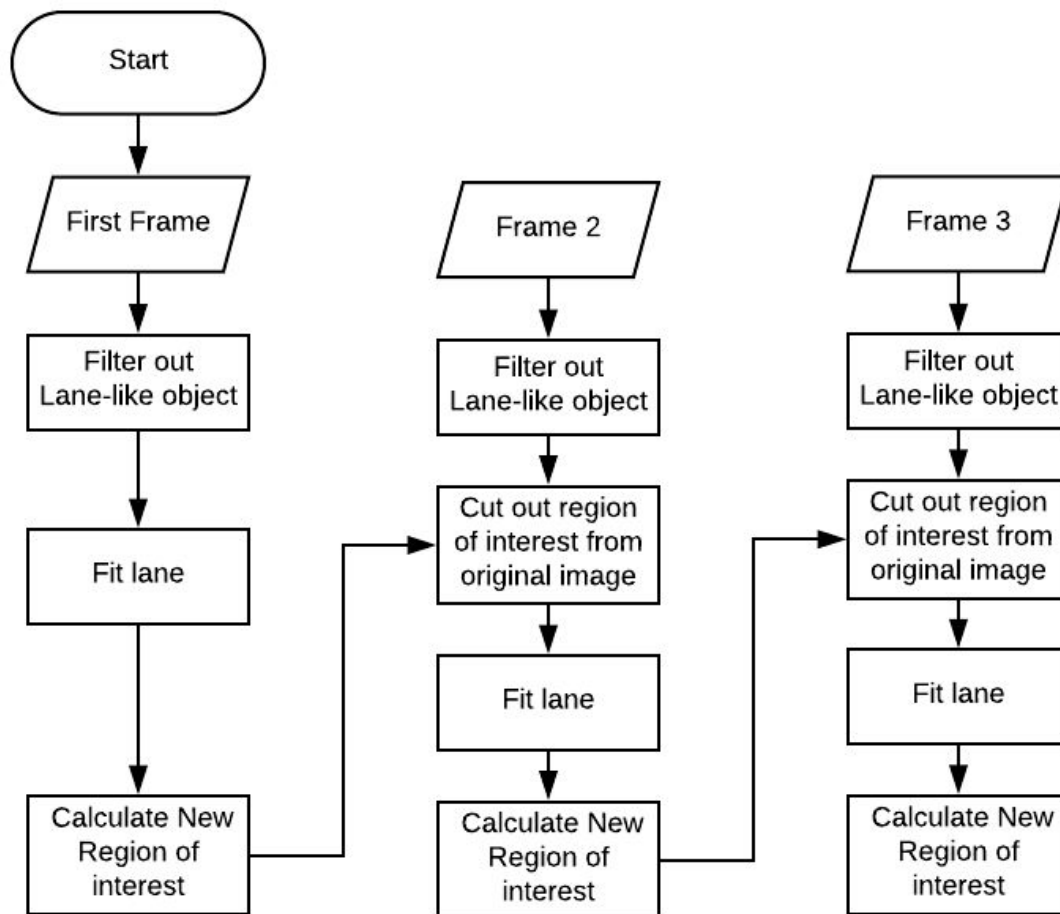 Start
First Frame
Filter out
Lane-like object
Fit lane
Calculate New
Region of
interest
Frame 2
Filter out
Lane-like object
Cut out region
of interest from
original image
Fit lane
Calculate New
Region of
interest
Frame 3
Filter out
Lane-like object
Cut out region
of interest from
original image
Fit lane
Calculate New
Region of
interest